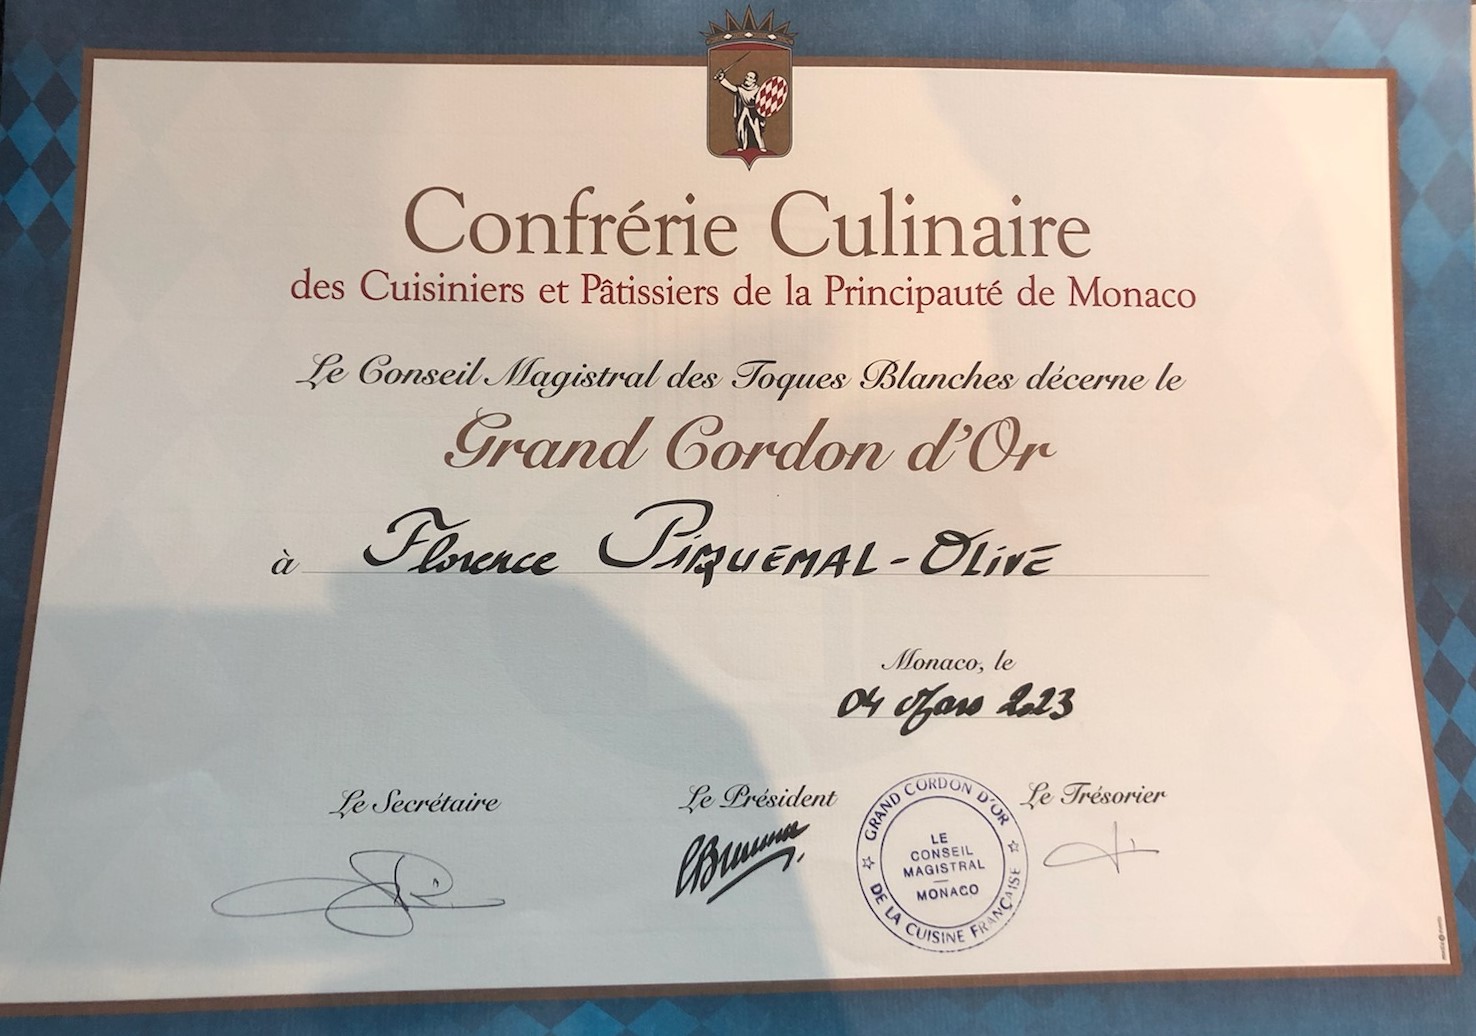 Confrérie Culinaire
des Cuisiniers et Pâtissiers de la Principauté de Monaco
Le Conseil Magistral des Toques Blanches décerne le
Grand Cordon d'Or
à Florence PIQUEMAL-OLIVE
Monaco, le
04 Mars 2023
Le Secrétaire
Le Président
Le Trésorier
GRAND CORDON D'OR
DE LA CUISINE FRANÇAISE
LE
CONSEIL
MAGISTRAL
MONACO